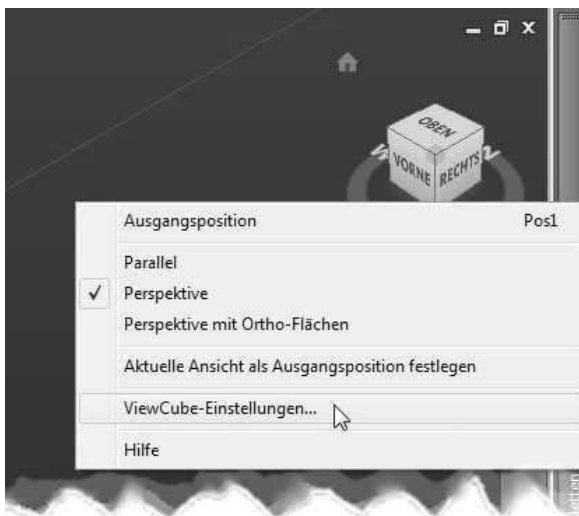 OBEN
VORNE RECHTS
Ausgangsposition Pos1
Parallel
Perspektive
Perspektive mit Ortho-Flächen
Aktuelle Ansicht als Ausgangsposition festlegen
ViewCube-Einstellungen...
Hilfe